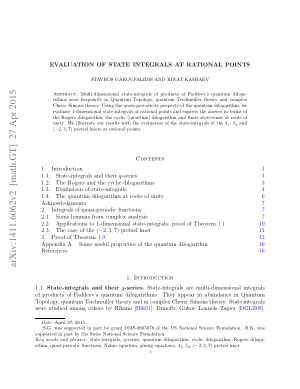 EVALUATION OF STATE INTEGRALS AT RATIONAL POINTS
STAVROS GAROUFALIDIS AND RINAT KASHAEV
Abstract. Multi-dimensional state-integrals of products of Faddeev's quantum dilogarithms arise frequently in Quantum Topology, quantum Teichmüller theory and complex Chern–Simons theory. Using the quasi-periodicity property of the quantum dilogarithm, we evaluate 1-dimensional state-integrals at rational points and express the answer in terms of the Rogers dilogarithm, the cyclic (quantum) dilogarithm and finite state-sums at roots of unity. We illustrate our results with the evaluation of the state-integrals of the 4₁, 5₂ and (−2, 3, 7) pretzel knots at rational points.
Contents
1. Introduction 1
1.1. State-integrals and their q-series 1
1.2. The Rogers and the cyclic dilogarithms 3
1.3. Evaluation of state-integrals 4
1.4. The quantum dilogarithm at roots of unity 6
Acknowledgments 7
2. Integrals of quasi-periodic functions 7
2.1. Some lemmas from complex analysis 7
2.2. Applications to 1-dimensional state-integrals: proof of Theorem 1.1 10
2.3. The case of the (−2, 3, 7) pretzel knot 11
3. Proof of Theorem 1.9 13
Appendix A. Some useful properties of the quantum dilogarithm 16
References 16
1. Introduction
1.1. State-integrals and their q-series. State-integrals are multi-dimensional integrals
of products of Faddeev's quantum dilogarithm. They appear in abundance in Quantum
Topology, quantum Teichmüller theory and in complex Chern–Simons theory. State-integrals
were studied among others by Hikami [Hik01], Dimofte–Gukov–Lenells–Zagier [DGLZ09],
Date: April 27, 2015.
S.G. was supported in part by grant DMS-0805078 of the US National Science Foundation. R.K. was
supported in part by the Swiss National Science Foundation.
Key words and phrases: state-integrals, q-series, quantum dilogarithm, cyclic dilogarithm, Rogers dilogarithm, quasi-periodic functions, Nahm equation, gluing equations, 4₁, 5₂, (−2, 3, 7) pretzel knot.
1
arXiv:1411.6062v2 [math.GT] 27 Apr 2015